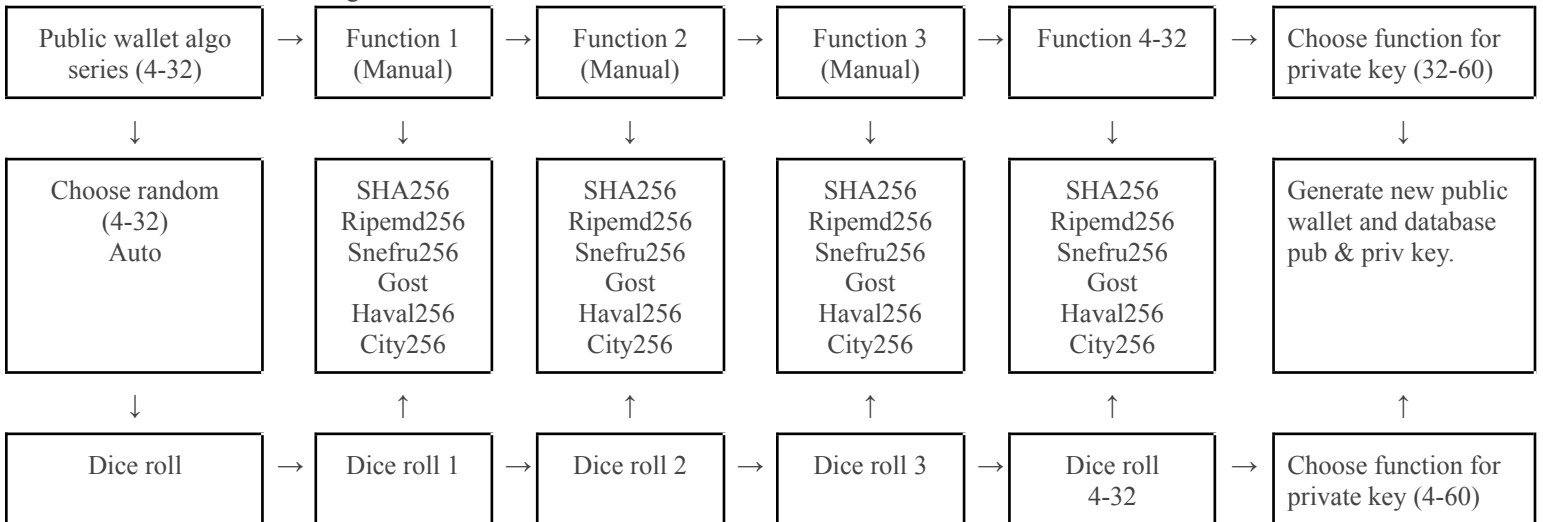 Public wallet algo
series (4-32)
→
Function 1
(Manual)
→
Function 2
(Manual)
→
Function 3
(Manual)
→
Function 4-32
→
Choose function for
private key (32-60)
↓ ↓ ↓ ↓ ↓ ↓
Choose random
(4-32)
Auto
SHA256
Ripemd256
Snefru256
Gost
Haval256
City256
SHA256
Ripemd256
Snefru256
Gost
Haval256
City256
SHA256
Ripemd256
Snefru256
Gost
Haval256
City256
SHA256
Ripemd256
Snefru256
Gost
Haval256
City256
Generate new public
wallet and database
pub & priv key.
↓ ↑ ↑ ↑ ↑ ↑
Dice roll
→
Dice roll 1
→
Dice roll 2
→
Dice roll 3
→
Dice roll
4-32
→
Choose function for
private key (4-60)